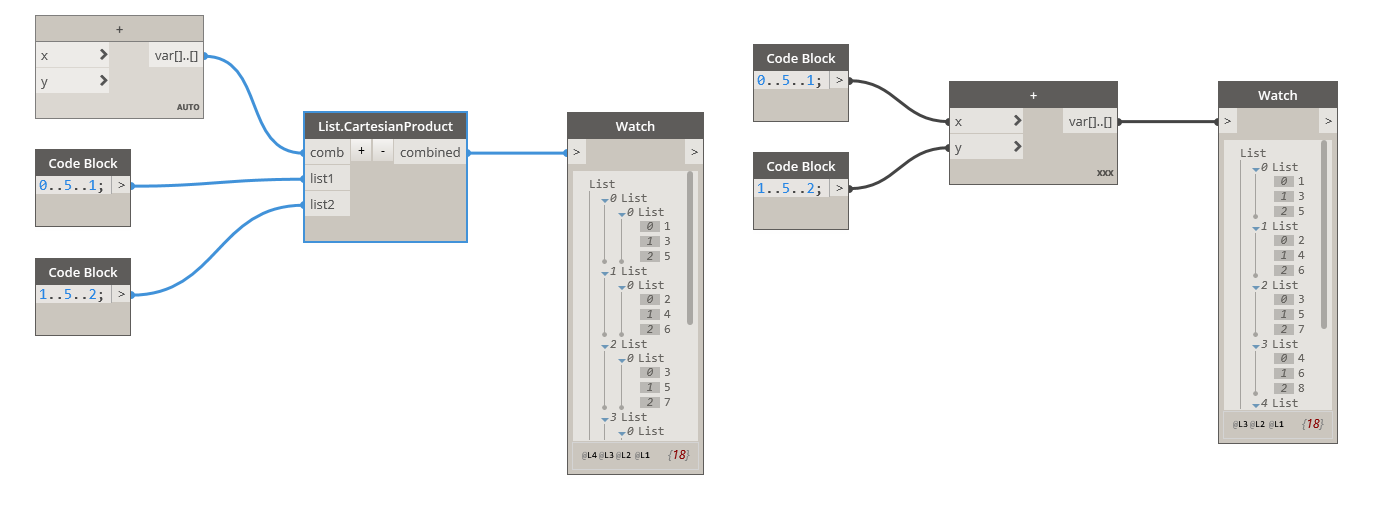 +
x > var[]..[]
y >
AUTO
Code Block
0..5..1; >
Code Block
1..5..2; >
List.CartesianProduct
comb + - combined
list1
list2
Watch
> >
List
0 List
0 List
0 1
1 3
2 5
1 List
0 List
0 2
1 4
2 6
2 List
0 List
0 3
1 5
2 7
3 List
0 List
@L4 @L3 @L2 @L1 {18}
Code Block
0..5..1; >
Code Block
1..5..2; >
+
x > var[]..[]
y >
xxx
Watch
> >
List
0 List
0 1
1 3
2 5
1 List
0 2
1 4
2 6
2 List
0 3
1 5
2 7
3 List
0 4
1 6
2 8
4 List
@L3 @L2 @L1 {18}